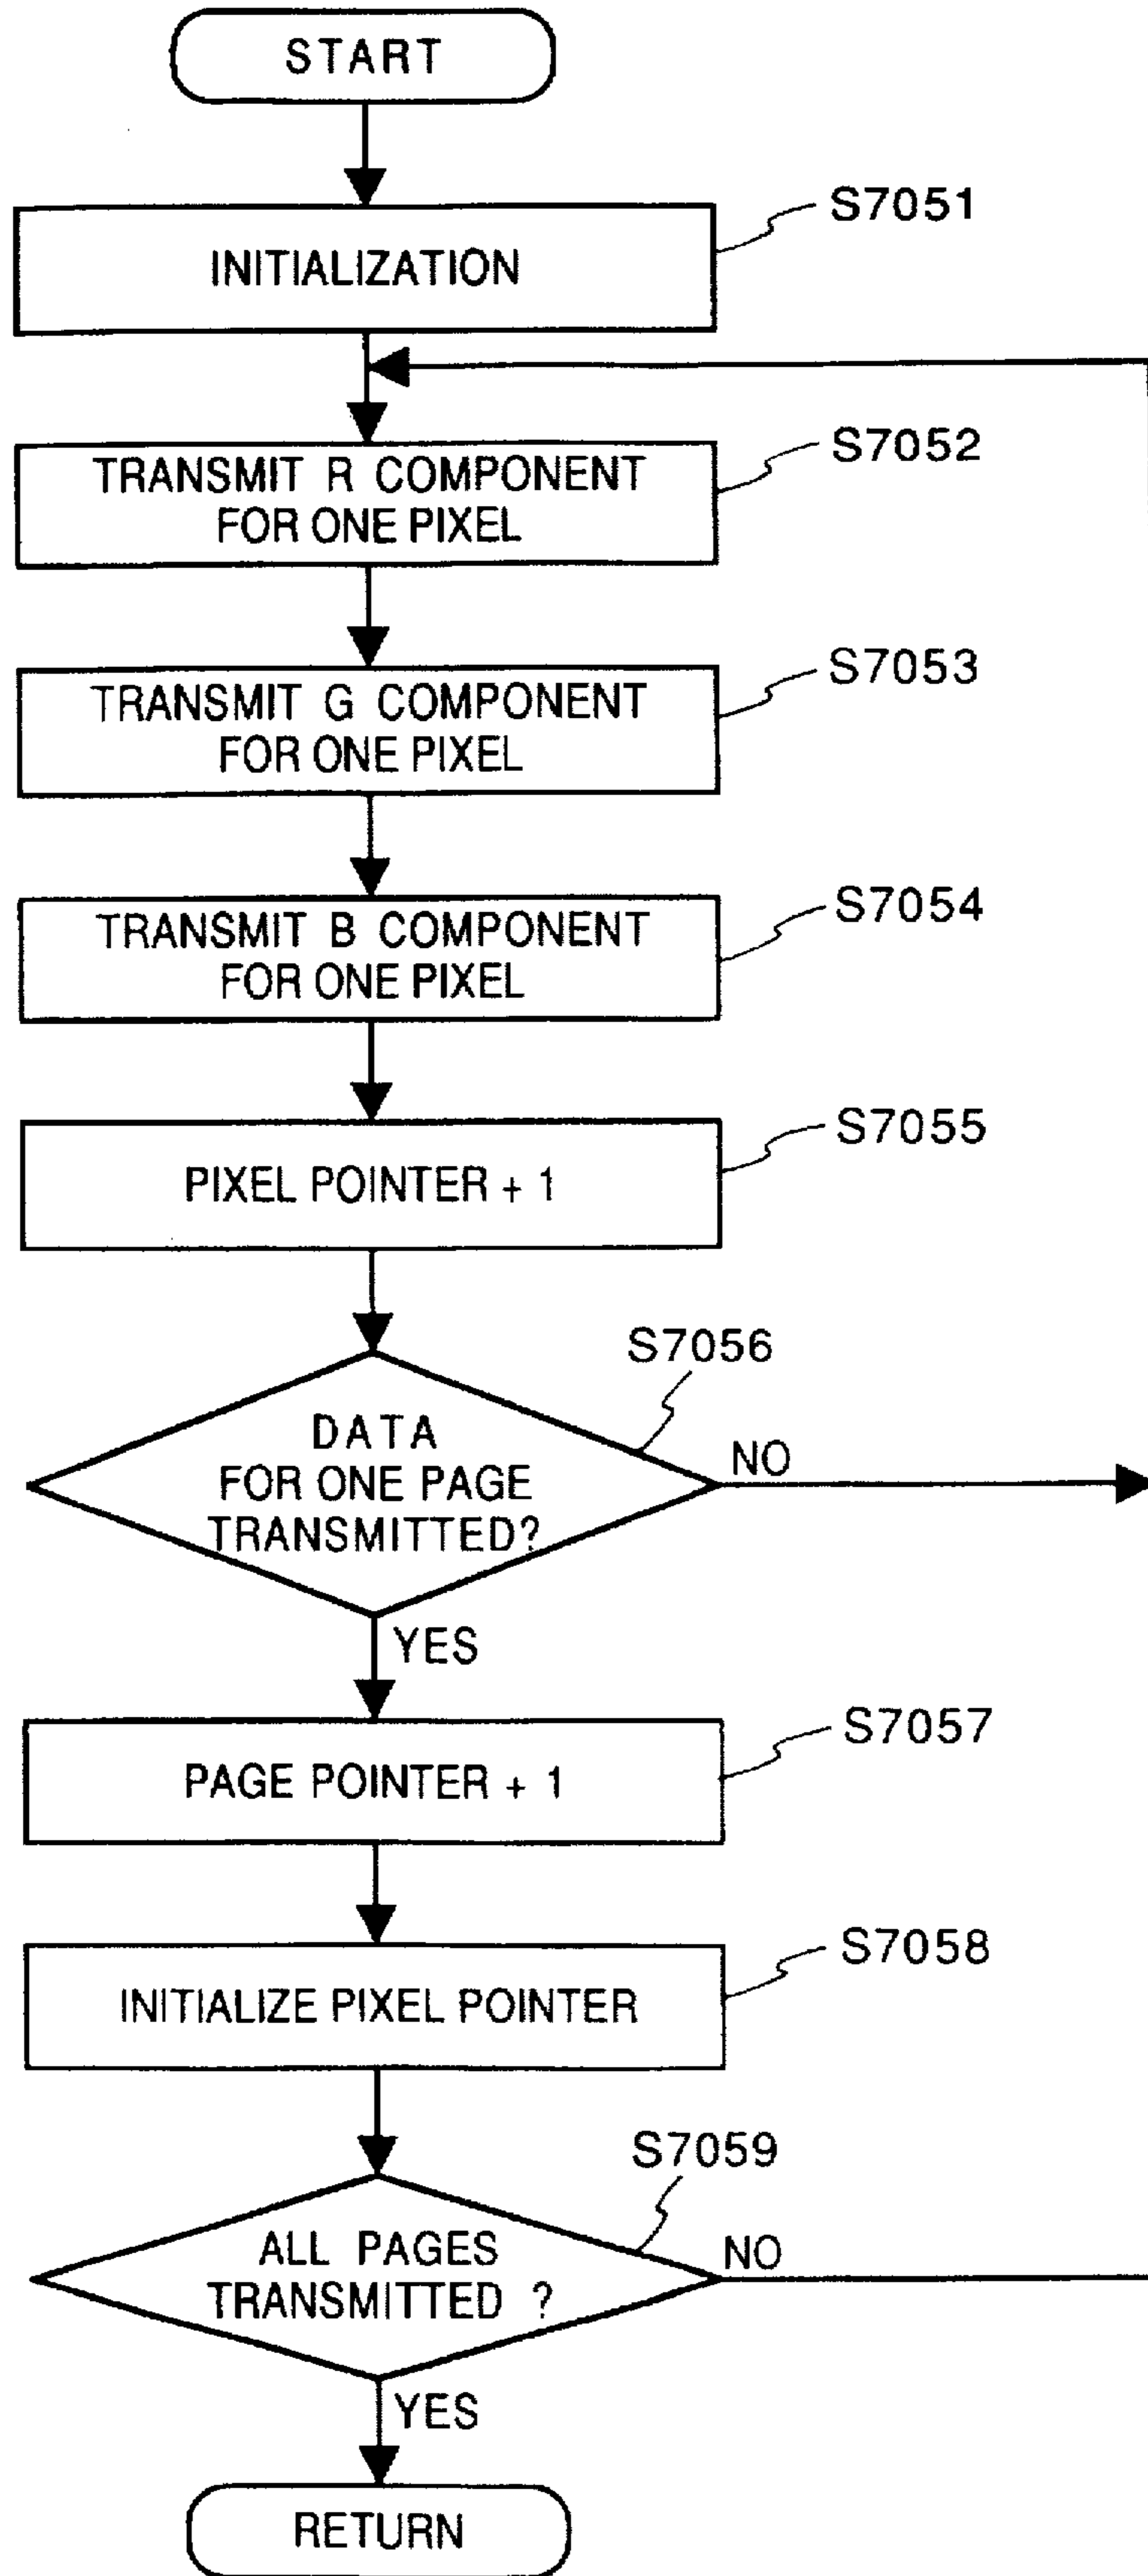 START
S7051
INITIALIZATION
S7052
TRANSMIT R COMPONENT
FOR ONE PIXEL
S7053
TRANSMIT G COMPONENT
FOR ONE PIXEL
S7054
TRANSMIT B COMPONENT
FOR ONE PIXEL
S7055
PIXEL POINTER + 1
S7056
DATA
FOR ONE PAGE
TRANSMITTED?
NO
YES
S7057
PAGE POINTER + 1
S7058
INITIALIZE PIXEL POINTER
S7059
ALL PAGES
TRANSMITTED ?
NO
YES
RETURN